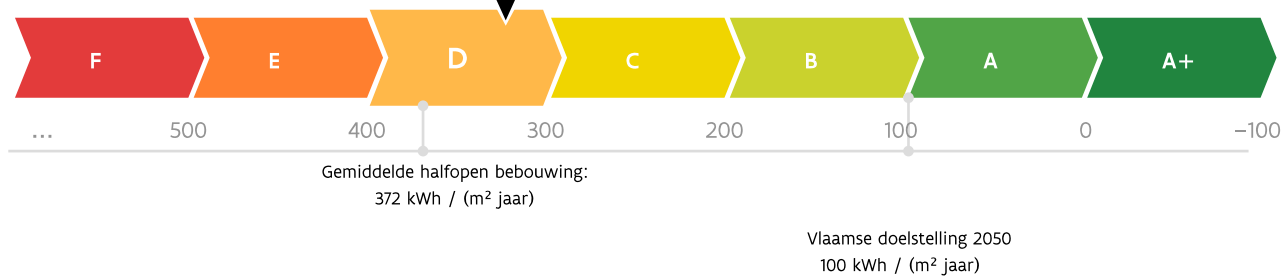 F E D C B A A+
... 500 400 300 200 100 0 −100
Gemiddelde halfopen bebouwing:
372 kWh / (m² jaar)
Vlaamse doelstelling 2050
100 kWh / (m² jaar)